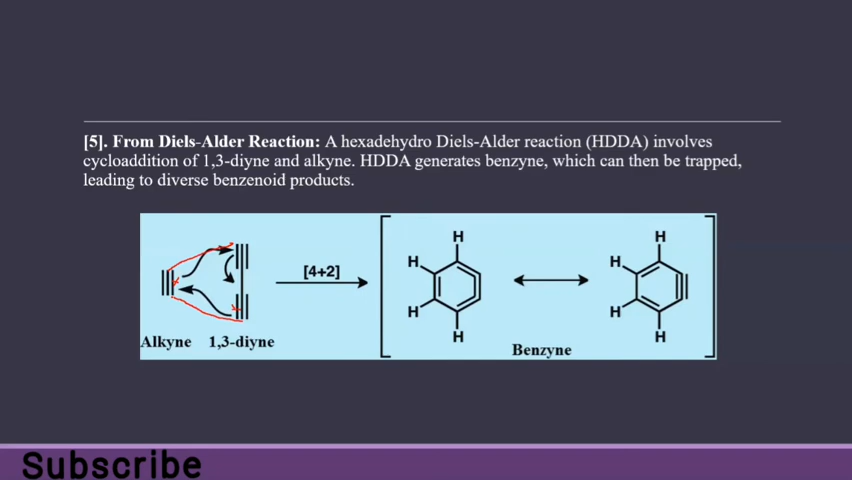 [5]. From Diels-Alder Reaction: A hexadehydro Diels-Alder reaction (HDDA) involves
cycloaddition of 1,3-diyne and alkyne. HDDA generates benzyne, which can then be trapped,
leading to diverse benzenoid products.
Alkyne 1,3-diyne
[4+2]
H
H
H
H
H
H
H
H
Benzyne
Subscribe